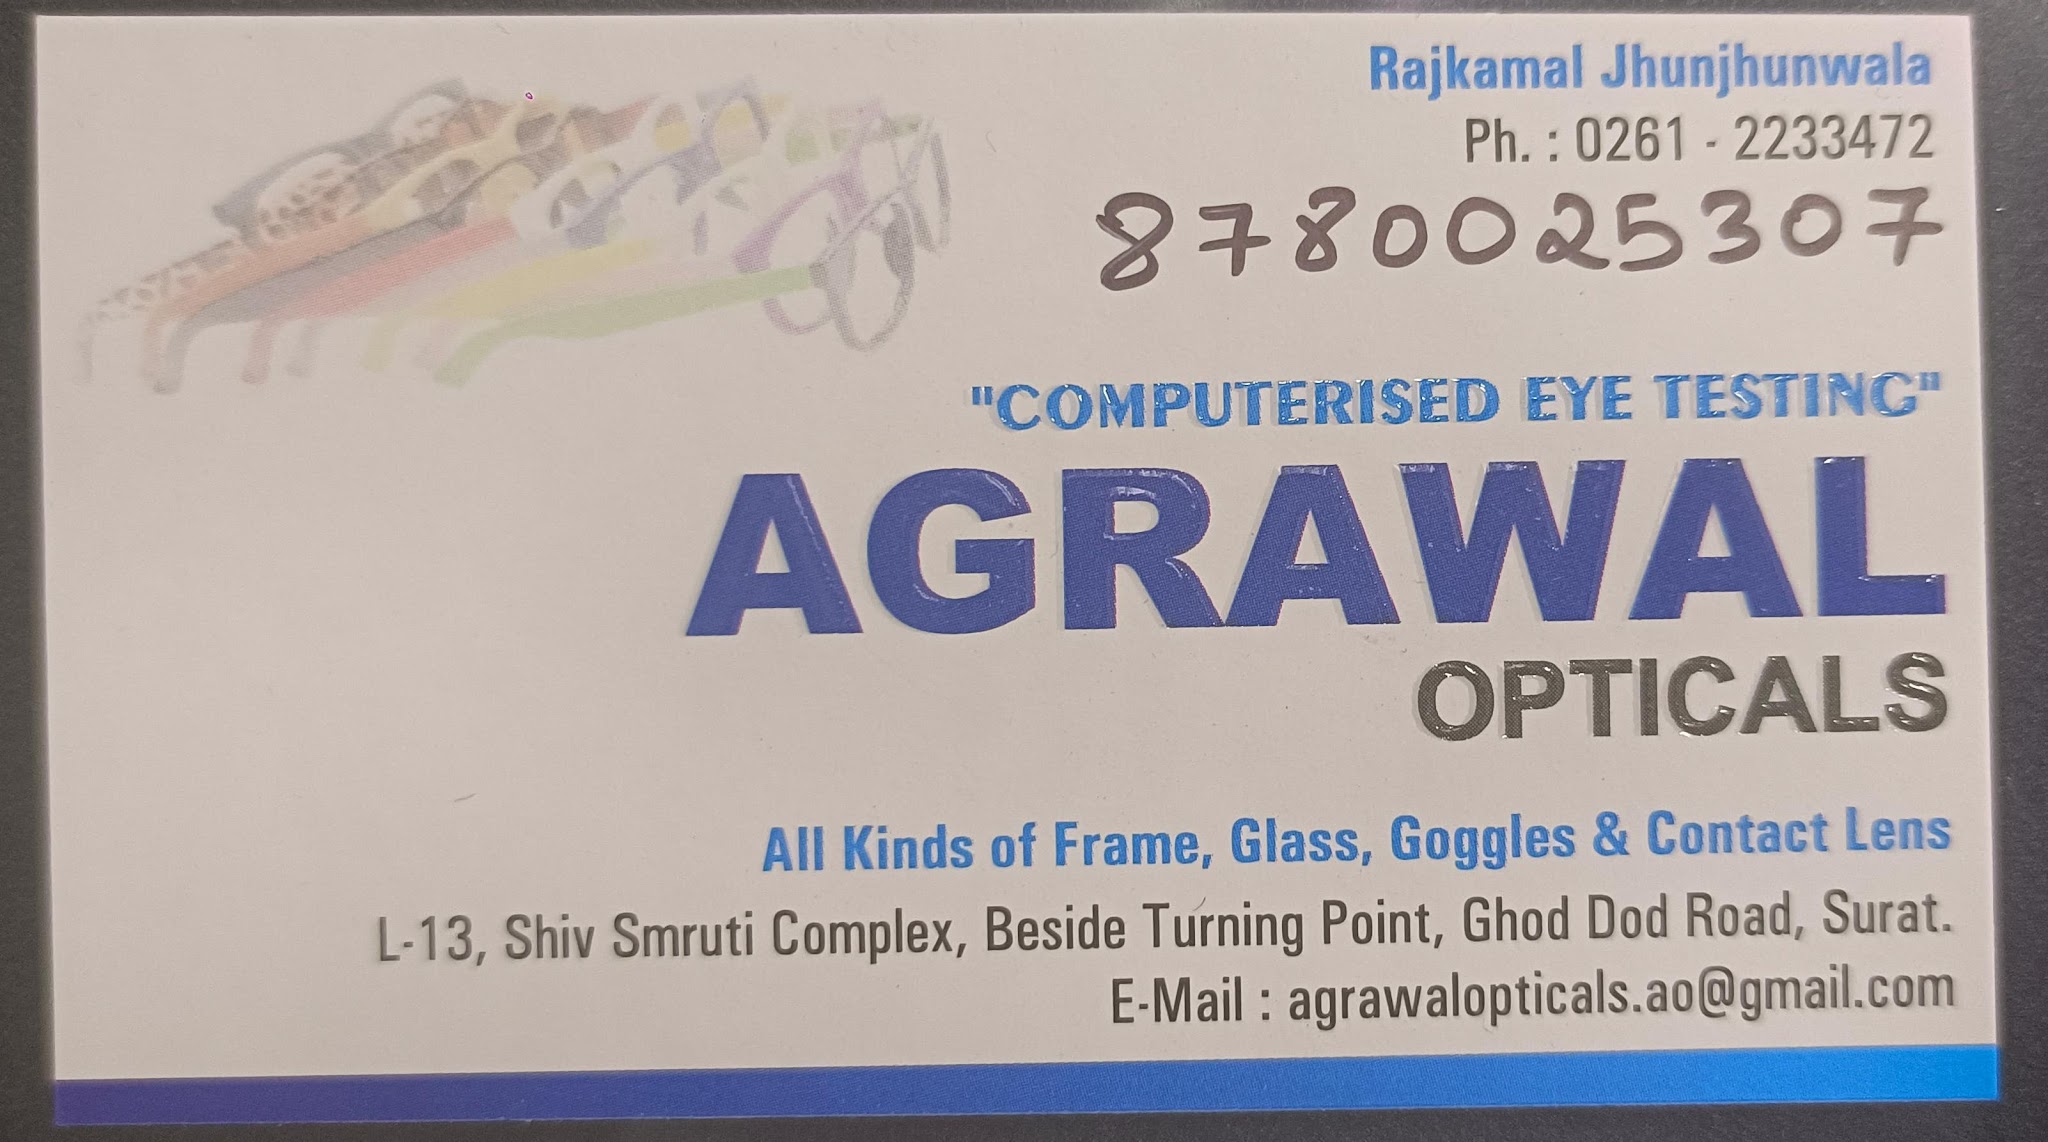 Rajkamal Jhunjhunwala
Ph. : 0261 - 2233472
8780025307
"COMPUTERISED EYE TESTING"
AGRAWAL
OPTICALS
All Kinds of Frame, Glass, Goggles & Contact Lens
L-13, Shiv Smruti Complex, Beside Turning Point, Ghod Dod Road, Surat.
E-Mail : agrawalopticals.ao@gmail.com